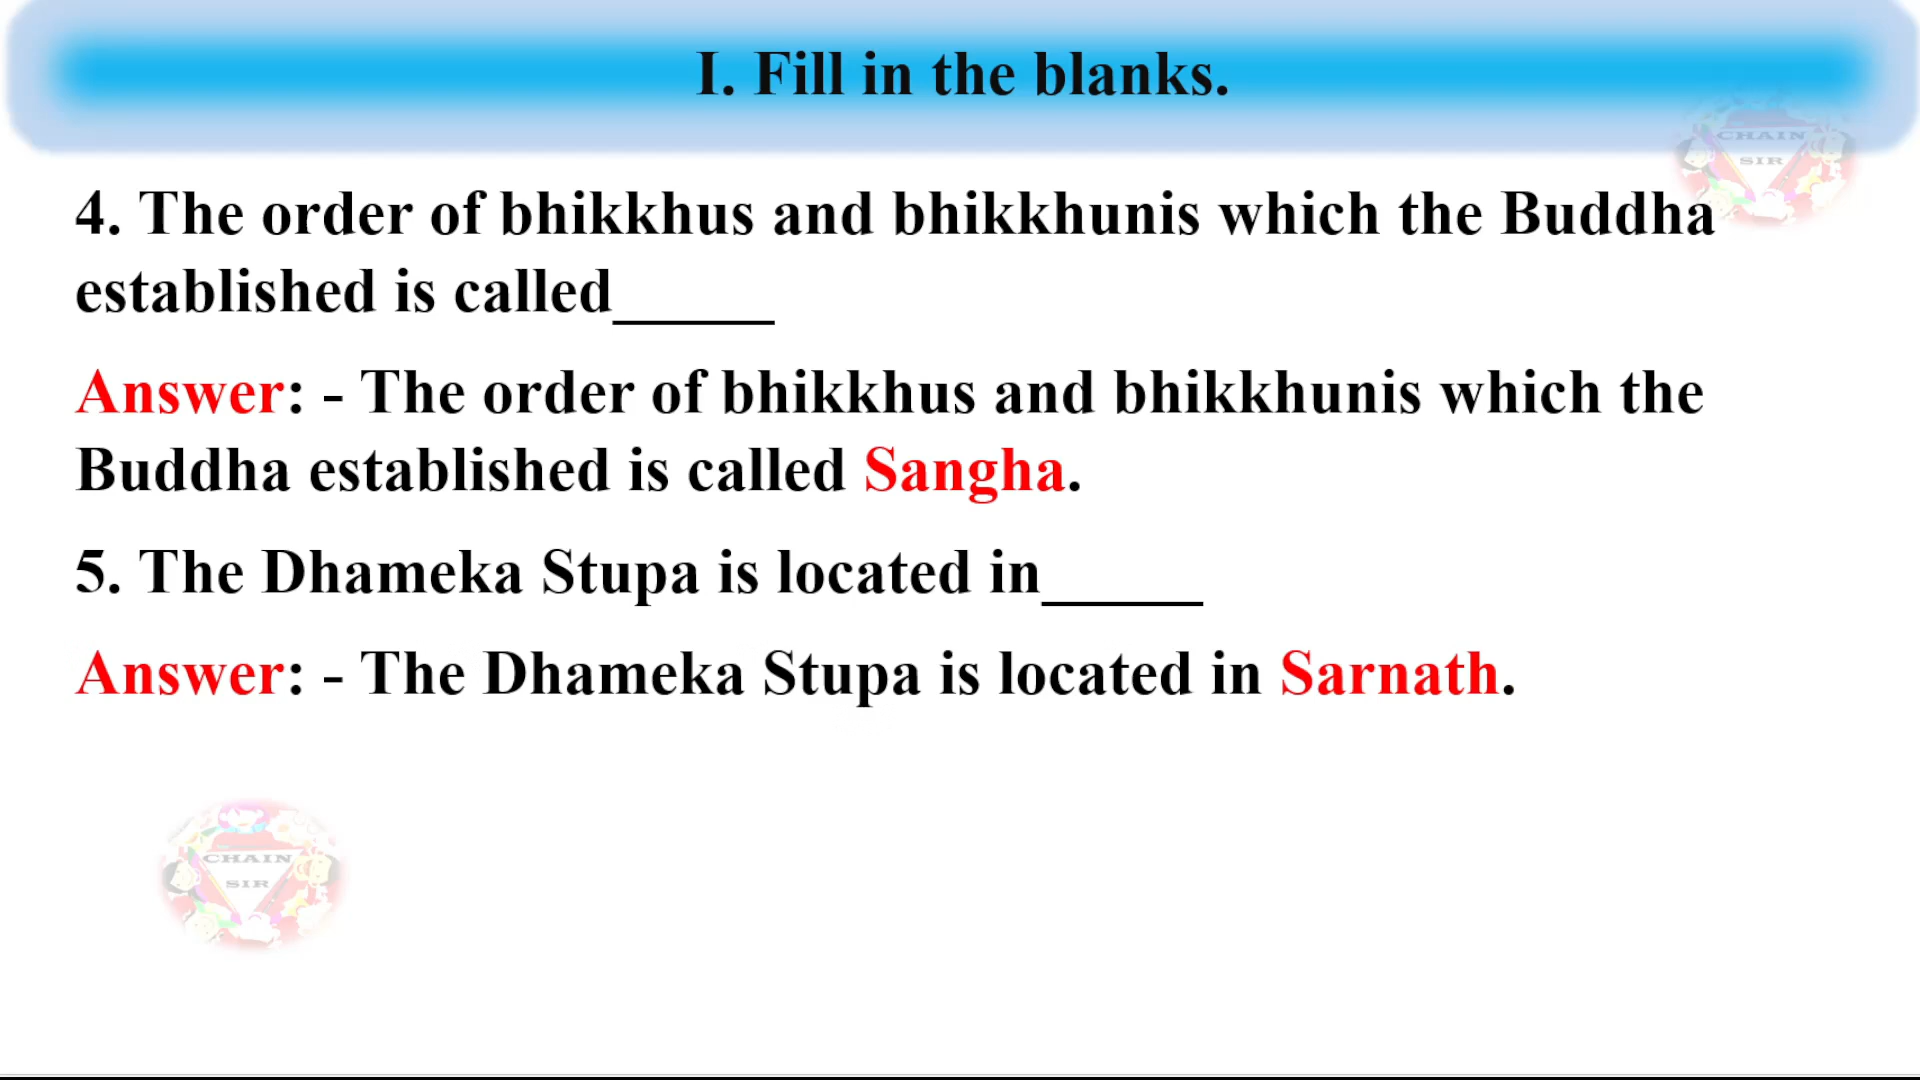 I. Fill in the blanks.
CHAIN
SIR
4. The order of bhikkhus and bhikkhunis which the Buddha
established is called_____
Answer: - The order of bhikkhus and bhikkhunis which the
Buddha established is called Sangha.
5. The Dhameka Stupa is located in_____
Answer: - The Dhameka Stupa is located in Sarnath.
CHAIN
SIR